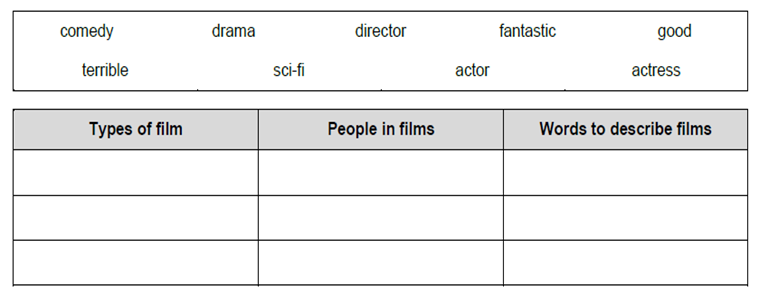 comedy drama director fantastic good
terrible sci-fi actor actress
Types of film People in films Words to describe films